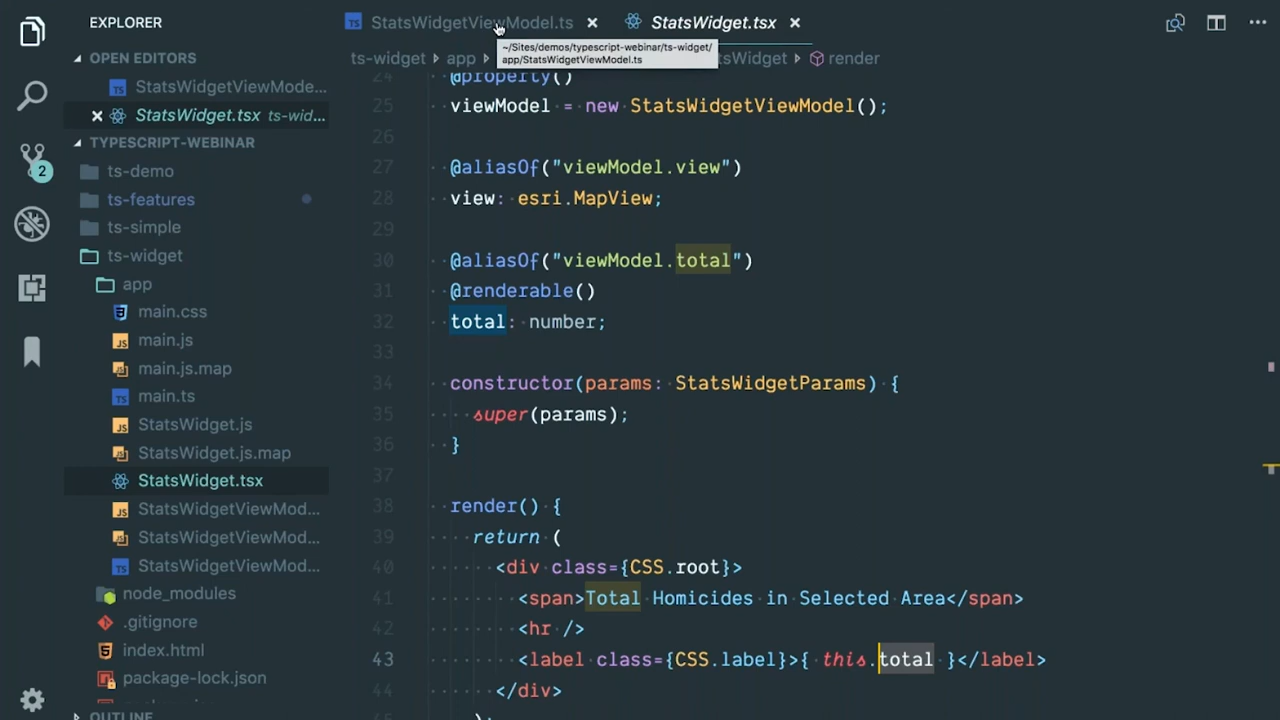 EXPLORER
OPEN EDITORS
StatsWidgetViewMode...
StatsWidget.tsx ts-wid...
TYPESCRIPT-WEBINAR
ts-demo
ts-features
ts-simple
ts-widget
app
main.css
main.js
main.js.map
main.ts
StatsWidget.js
StatsWidget.js.map
StatsWidget.tsx
StatsWidgetViewMod...
StatsWidgetViewMod...
StatsWidgetViewMod...
node_modules
.gitignore
index.html
package-lock.json
OUTLINE
2
TS StatsWidgetViewModel.ts StatsWidget.tsx
~/Sites/demos/typescript-webinar/ts-widget/
app/StatsWidgetViewModel.ts
ts-widget app render
24 @property()
25 viewModel = new StatsWidgetViewModel();
26
27 @aliasOf("viewModel.view")
28 view: esri.MapView;
29
30 @aliasOf("viewModel.total")
31 @renderable()
32 total: number;
33
34 constructor(params: StatsWidgetParams) {
35 super(params);
36 }
37
38 render() {
39 return (
40 <div class={CSS.root}>
41 <span>Total Homicides in Selected Area</span>
42 <hr />
43 <label class={CSS.label}>{ this.total }</label>
44 </div>
);